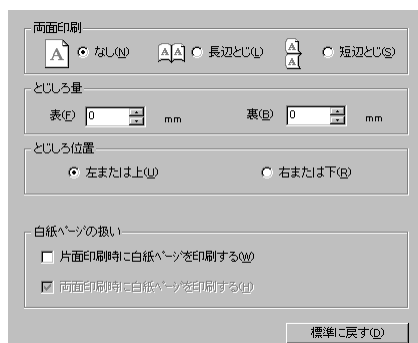 両面印刷
A なし(N) AA 長辺とじ(L) A A 短辺とじ(S)
とじしろ量
表(F) 0 mm 裏(B) 0 mm
とじしろ位置
左または上(U) 右または下(R)
白紙ページの扱い
片面印刷時に白紙ページを印刷する(W)
両面印刷時に白紙ページを印刷する(H)
標準に戻す(D)